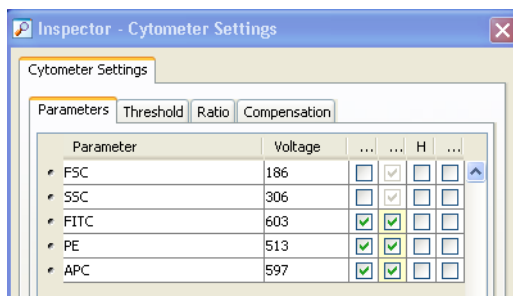 Inspector - Cytometer Settings
Cytometer Settings
Parameters Threshold Ratio Compensation
Parameter Voltage ... ... H ...
FSC 186
SSC 306
FITC 603
PE 513
APC 597